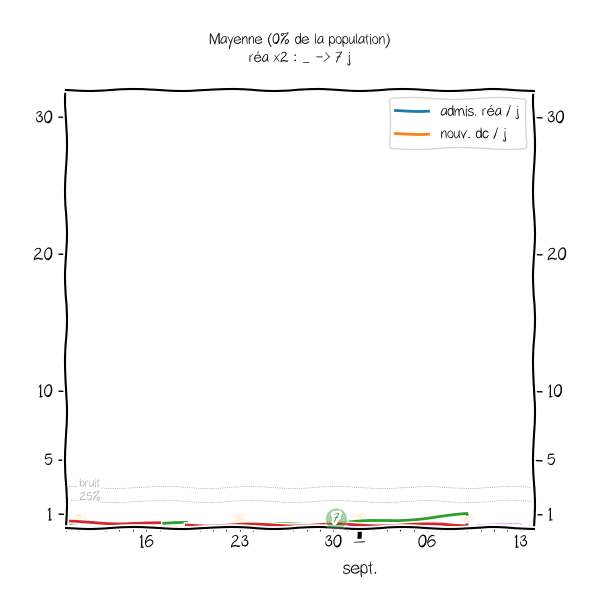 Mayenne (0% de la population)
réa x2 : _ -> 7 j
admis. réa / j
nouv. dc / j
30
30
20
20
10
10
5
5
bruit
25%
1
1
7
16
23
30
06
13
sept.